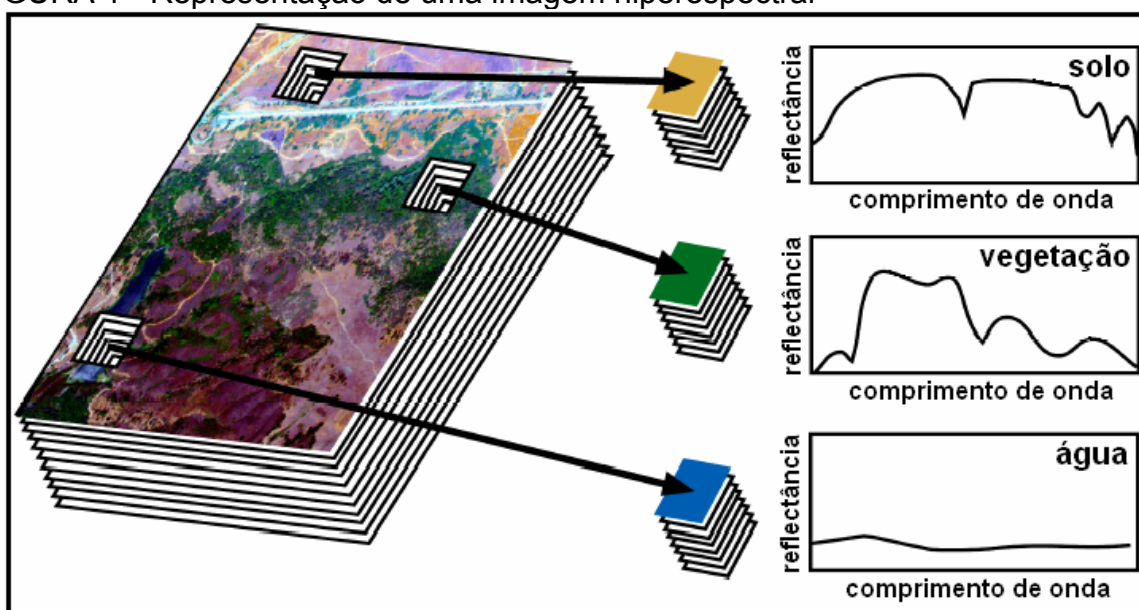 solo
reflectância
comprimento de onda
vegetação
reflectância
comprimento de onda
água
reflectância
comprimento de onda